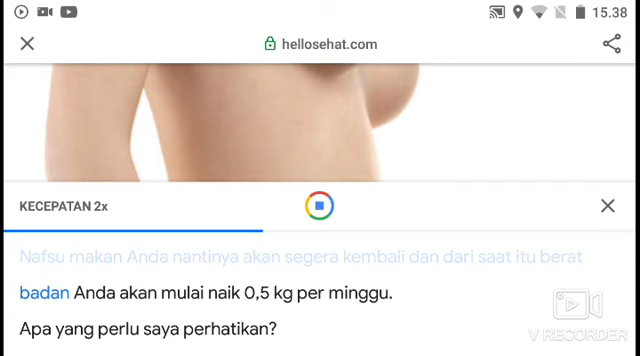 15.38
hellosehat.com
KECEPATAN 2x
Nafsu makan Anda nantinya akan segera kembali dan dari saat itu berat
badan Anda akan mulai naik 0,5 kg per minggu.
Apa yang perlu saya perhatikan?
V RECORDER